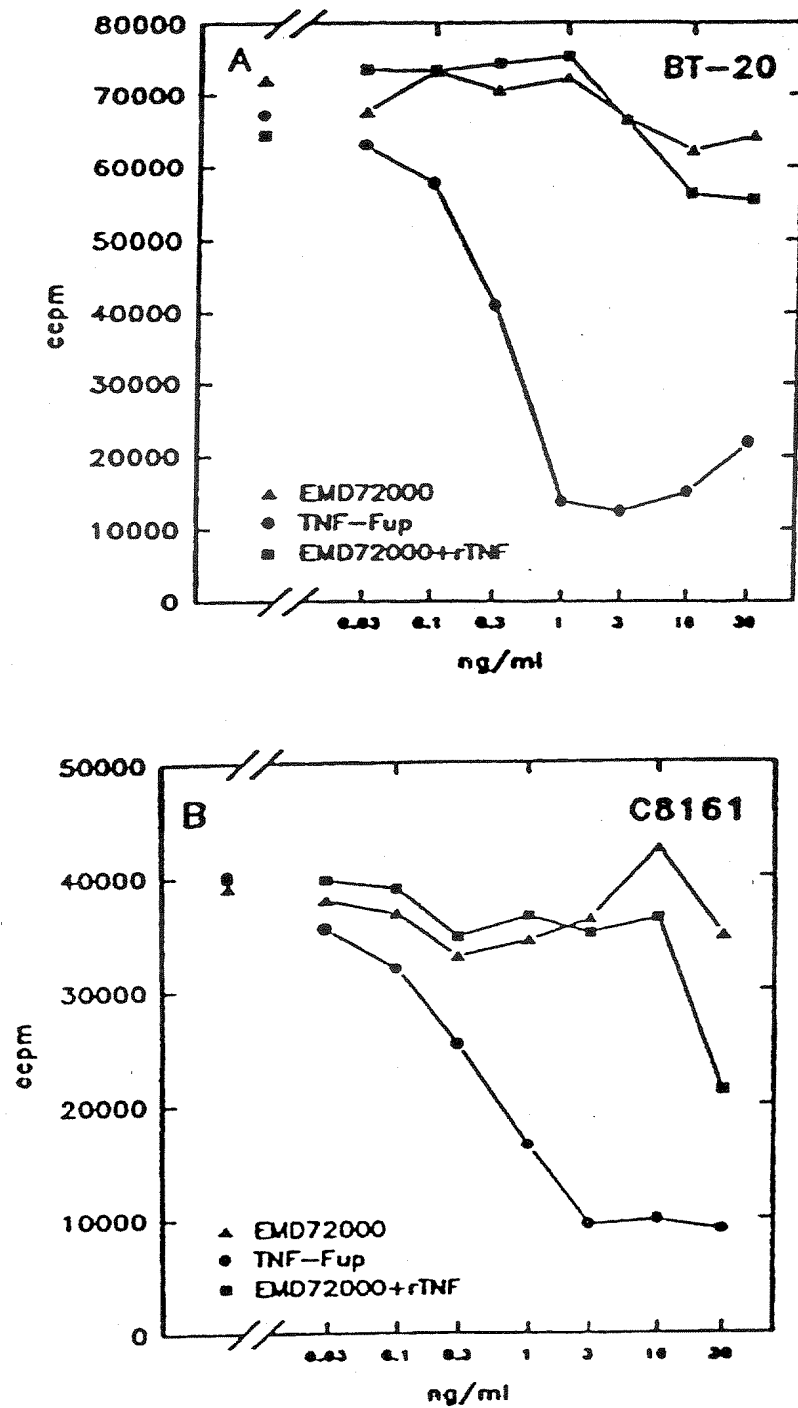 80000
A
BT-20
70000
60000
50000
40000
30000
20000
10000
0
ccpm
▲ EMD72000
● TNF-Fup
■ EMD72000+rTNF
0.03 0.1 0.3 1 3 10 30
ng/ml
50000
B
C8161
40000
30000
20000
10000
0
ccpm
▲ EMD72000
● TNF-Fup
■ EMD72000+rTNF
0.03 0.1 0.3 1 3 10 30
ng/ml